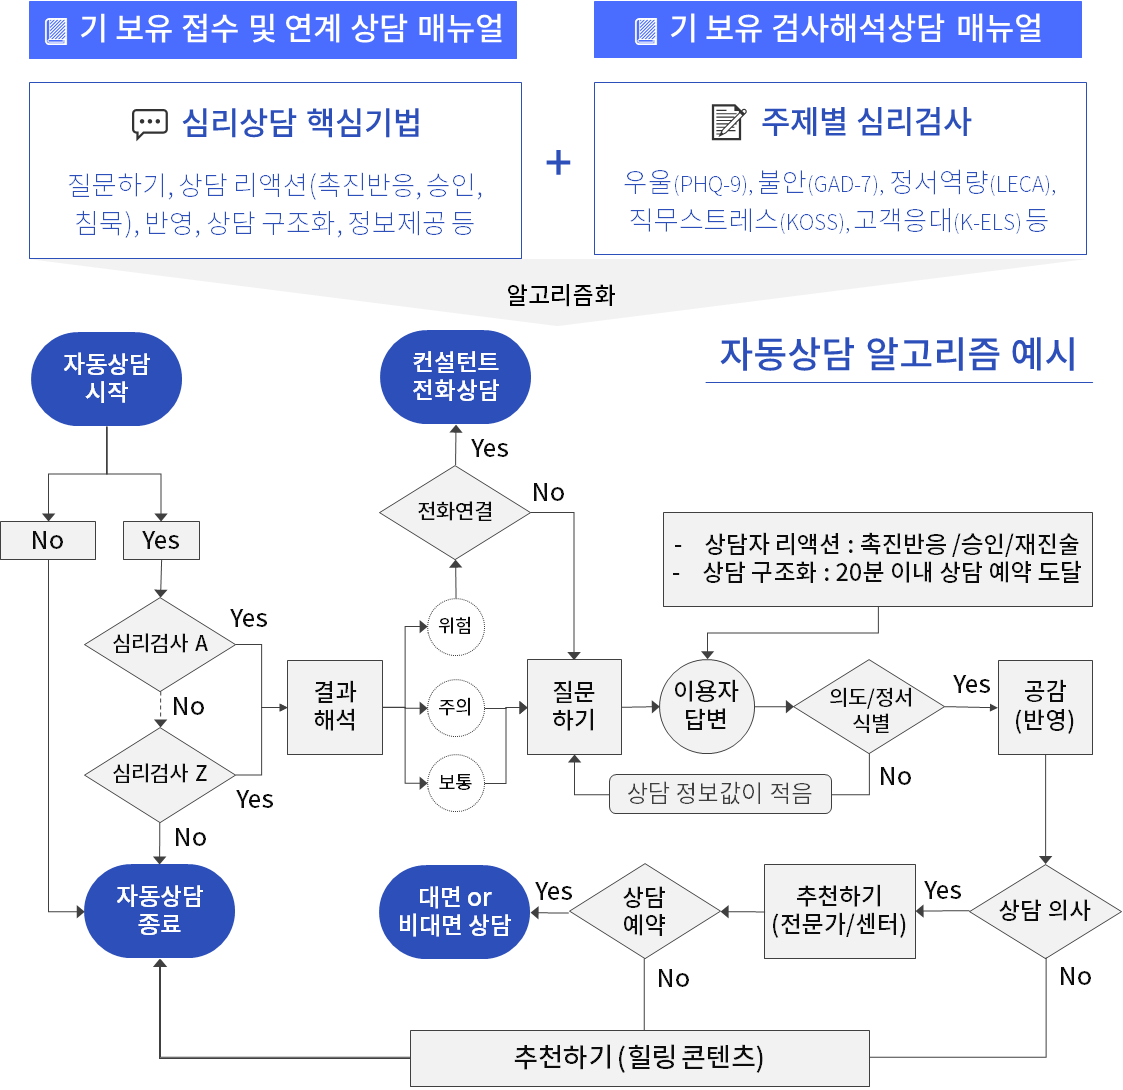 기 보유 접수 및 연계 상담 매뉴얼
기 보유 검사해석상담 매뉴얼
심리상담 핵심기법
질문하기, 상담 리액션(촉진반응, 승인,
침묵), 반영, 상담 구조화, 정보제공 등
+
주제별 심리검사
우울(PHQ-9), 불안(GAD-7), 정서역량(LECA),
직무스트레스(KOSS), 고객응대(K-ELS) 등
알고리즘화
자동상담 알고리즘 예시
자동상담
시작
컨설턴트
전화상담
Yes
전화연결
No
No
Yes
- 상담자 리액션 : 촉진반응 /승인/재진술
- 상담 구조화 : 20분 이내 상담 예약 도달
심리검사 A
Yes
No
심리검사 Z
Yes
No
결과
해석
위험
주의
보통
질문
하기
이용자
답변
의도/정서
식별
Yes
공감
(반영)
No
상담 정보값이 적음
자동상담
종료
대면 or
비대면 상담
Yes
상담
예약
추천하기
(전문가/센터)
Yes
상담 의사
No
No
추천하기 (힐링 콘텐츠)